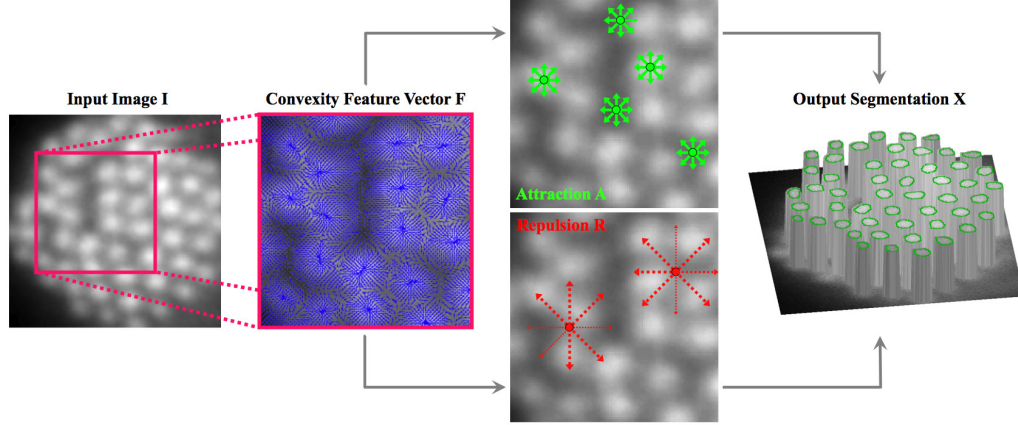 Input Image I
Convexity Feature Vector F
Attraction A
Repulsion R
Output Segmentation X